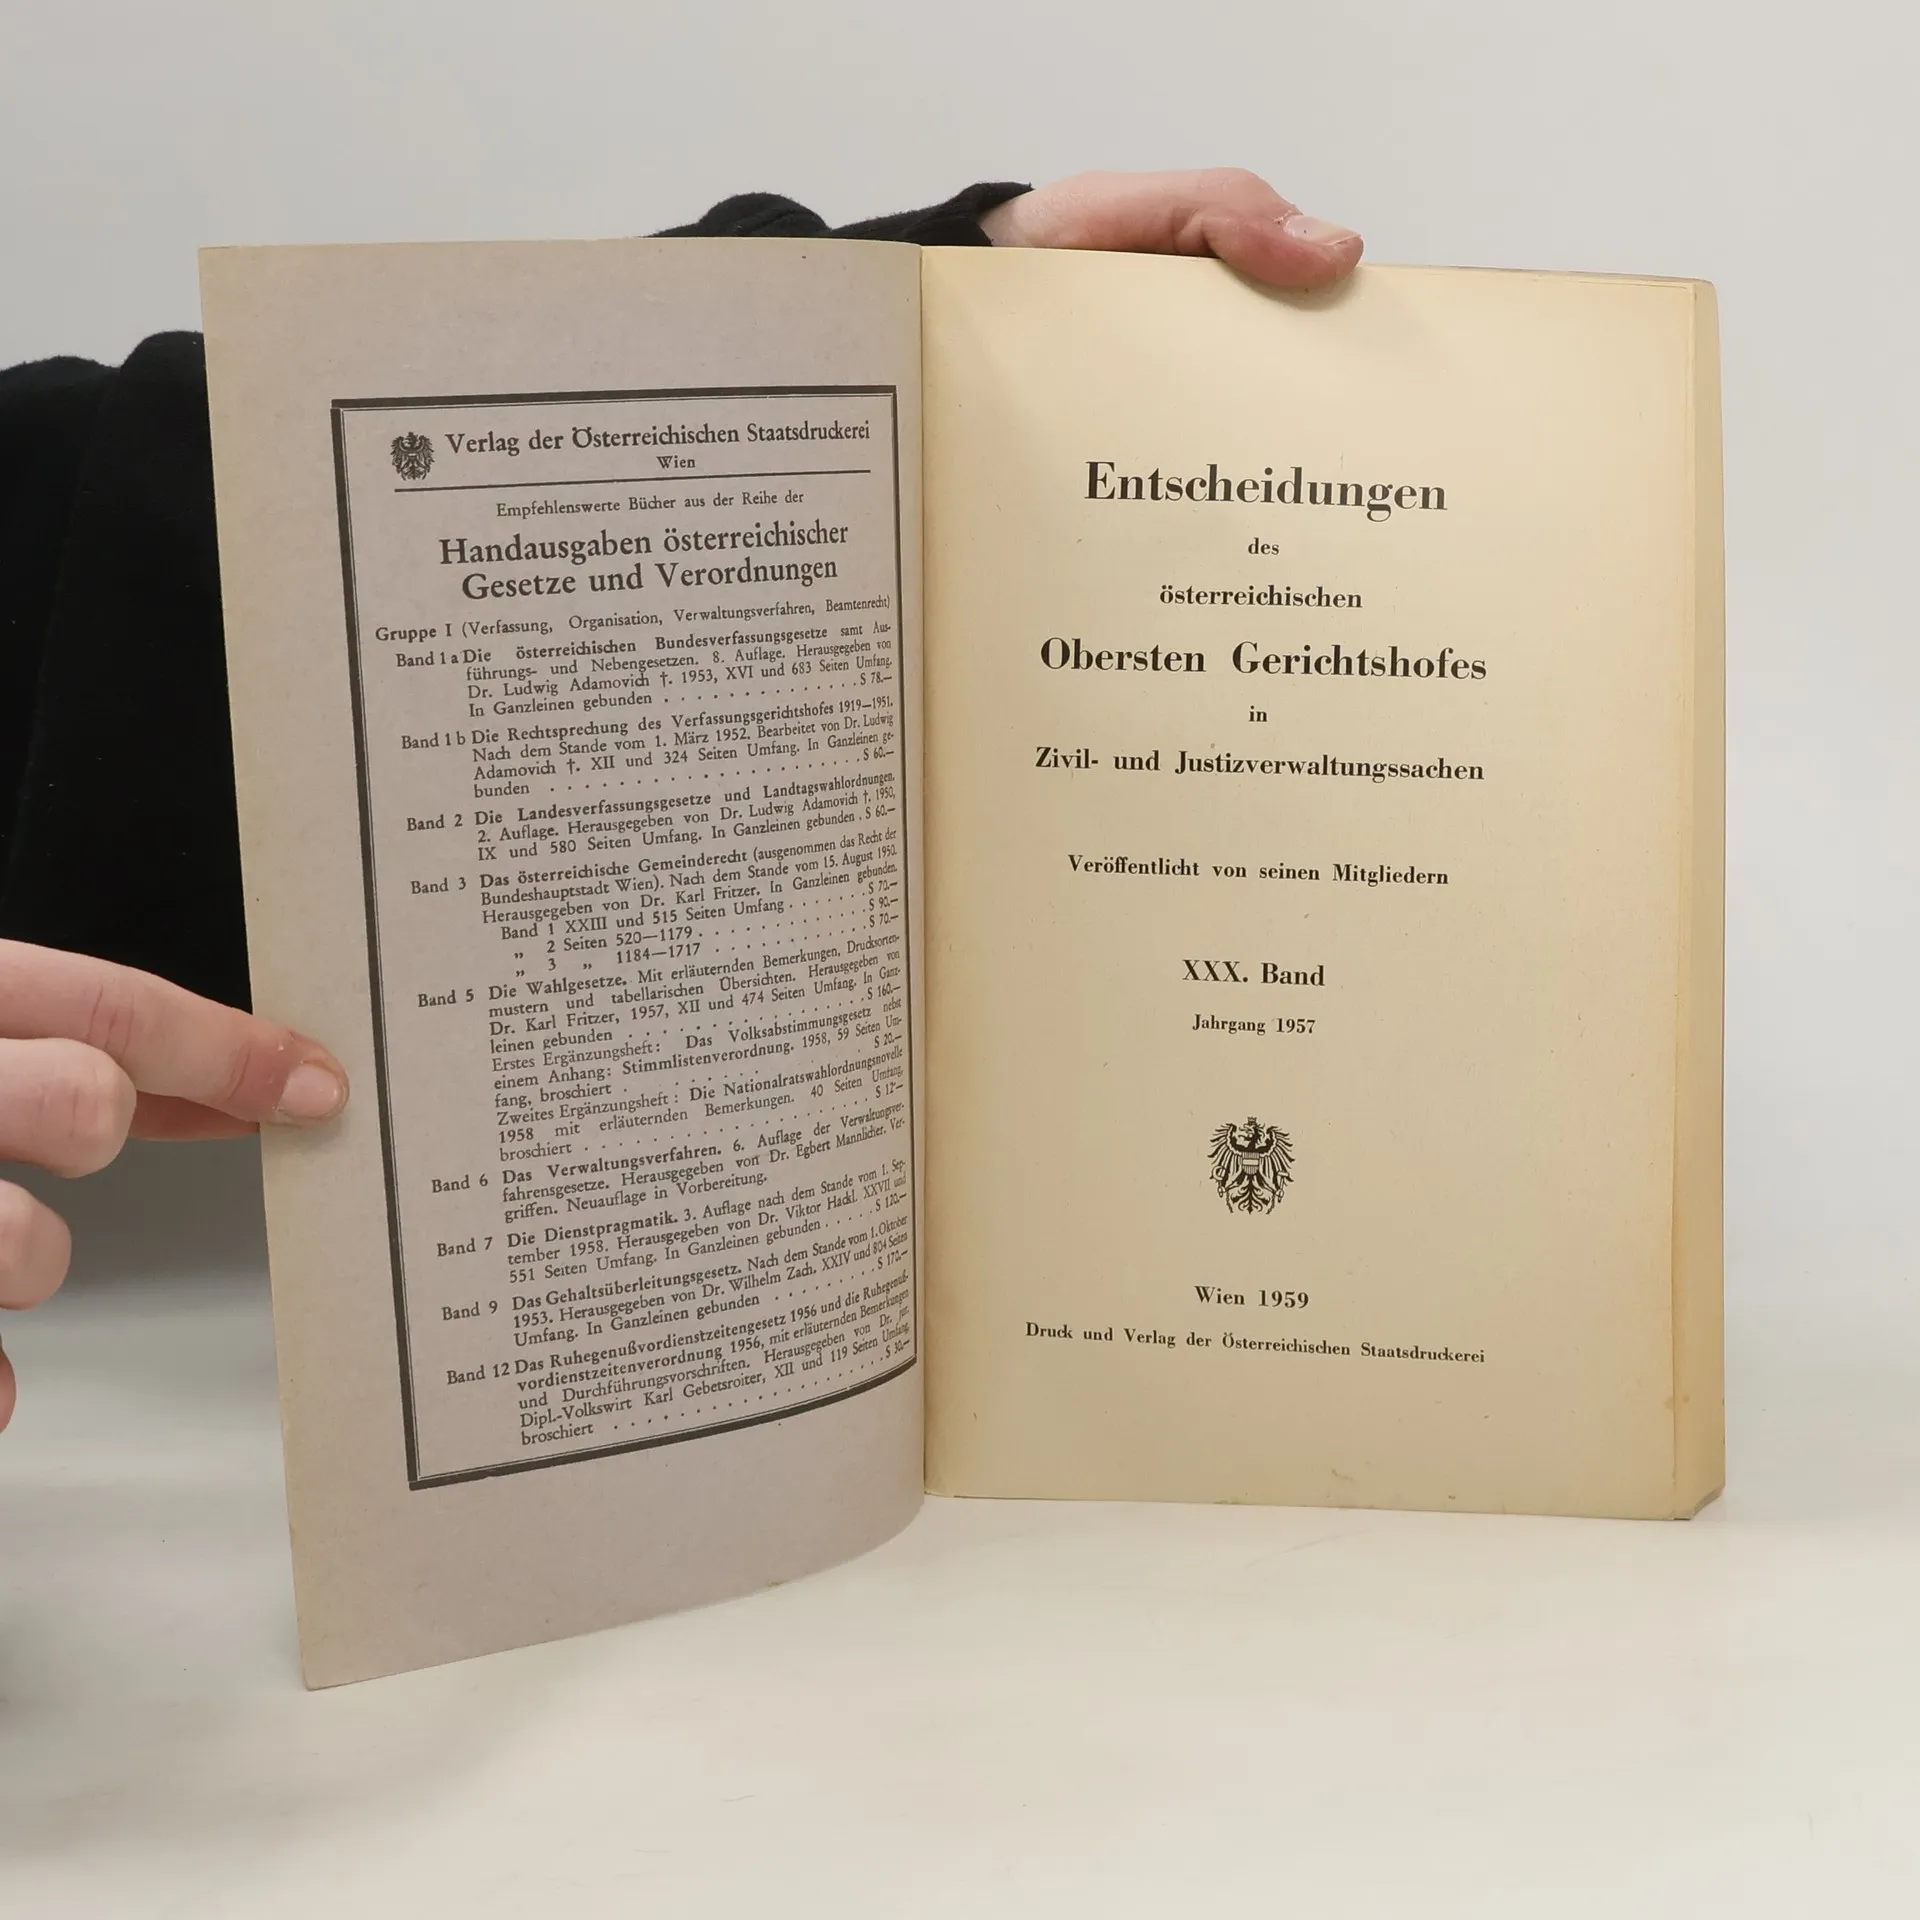 Verlag der Österreichischen Staatsdruckerei
Wien
Empfehlenswerte Bücher aus der Reihe der
Handausgaben österreichischer
Gesetze und Verordnungen
Gruppe I (Verfassung, Organisation, Verwaltungsverfahren, Beamtenrecht)
Band 1 a Die österreichischen Bundesverfassungsgesetze samt Aus-
führungs- und Nebengesetzen. 8. Auflage. Herausgegeben von
Dr. Ludwig Adamovich †. 1953, XVI und 683 Seiten Umfang.
In Ganzleinen gebunden . . . . . . . . . . . . . . S 78.—
Band 1 b Die Rechtsprechung des Verfassungsgerichtshofes 1919—1951.
Nach dem Stande vom 1. März 1952. Bearbeitet von Dr. Ludwig
Adamovich †. XII und 324 Seiten Umfang. In Ganzleinen ge-
bunden . . . . . . . . . . . . . . . . . . S 60.—
Band 2 Die Landesverfassungsgesetze und Landtagswahlordnungen.
2. Auflage. Herausgegeben von Dr. Ludwig Adamovich †. 1950,
IX und 580 Seiten Umfang. In Ganzleinen gebunden . S 60.—
Band 3 Das österreichische Gemeinderecht (ausgenommen das Recht der
Bundeshauptstadt Wien). Nach dem Stande vom 15. August 1950.
Herausgegeben von Dr. Karl Fritzer. In Ganzleinen gebunden.
Band 1 XXIII und 515 Seiten Umfang . . . . . . . S 70.—
„ 2 Seiten 520—1179 . . . . . . . . . . . . S 90.—
„ 3 „ 1184—1717 . . . . . . . . . . . . S 70.—
Band 5 Die Wahlgesetze. Mit erläuternden Bemerkungen, Drucksorten-
mustern und tabellarischen Übersichten. Herausgegeben von
Dr. Karl Fritzer, 1957, XII und 474 Seiten Umfang. In Ganz-
leinen gebunden . . . . . . . . . . . . . . . S 160.—
Erstes Ergänzungsheft: Das Volksabstimmungsgesetz nebst
einem Anhang: Stimmlistenverordnung. 1958, 59 Seiten Um-
fang, broschiert . . . . . . . S 20.—
Zweites Ergänzungsheft: Die Nationalratswahlordnungsnovelle
1958 mit erläuternden Bemerkungen. 40 Seiten Umfang,
broschiert . . . . . . . . . . . . . . . . S 12.—
Band 6 Das Verwaltungsverfahren. 6. Auflage der Verwaltungsver-
fahrensgesetze. Herausgegeben von Dr. Egbert Mannlicher. Ver-
griffen. Neuauflage in Vorbereitung.
Band 7 Die Dienstpragmatik. 3. Auflage nach dem Stande vom 1. Sep-
tember 1958. Herausgegeben von Dr. Viktor Hackl. XXVII und
551 Seiten Umfang. In Ganzleinen gebunden . . . . . S 120.—
Band 9 Das Gehaltsüberleitungsgesetz. Nach dem Stande vom 1. Oktober
1953. Herausgegeben von Dr. Wilhelm Zach. XXIV und 804 Seiten
Umfang. In Ganzleinen gebunden . . . . . . . . S 170.—
Band 12 Das Ruhegenußvordienstzeitengesetz 1956 und die Ruhegenuß-
vordienstzeitenverordnung 1956, mit erläuternden Bemerkungen
und Durchführungsvorschriften. Herausgegeben von Dr. jur.
Dipl.-Volkswirt Karl Gebetsroiter, XII und 119 Seiten Umfang,
broschiert . . . . . . . . . . . . . . . . S 30.—
Entscheidungen
des
österreichischen
Obersten Gerichtshofes
in
Zivil- und Justizverwaltungssachen
Veröffentlicht von seinen Mitgliedern
XXX. Band
Jahrgang 1957
Wien 1959
Druck und Verlag der Österreichischen Staatsdruckerei